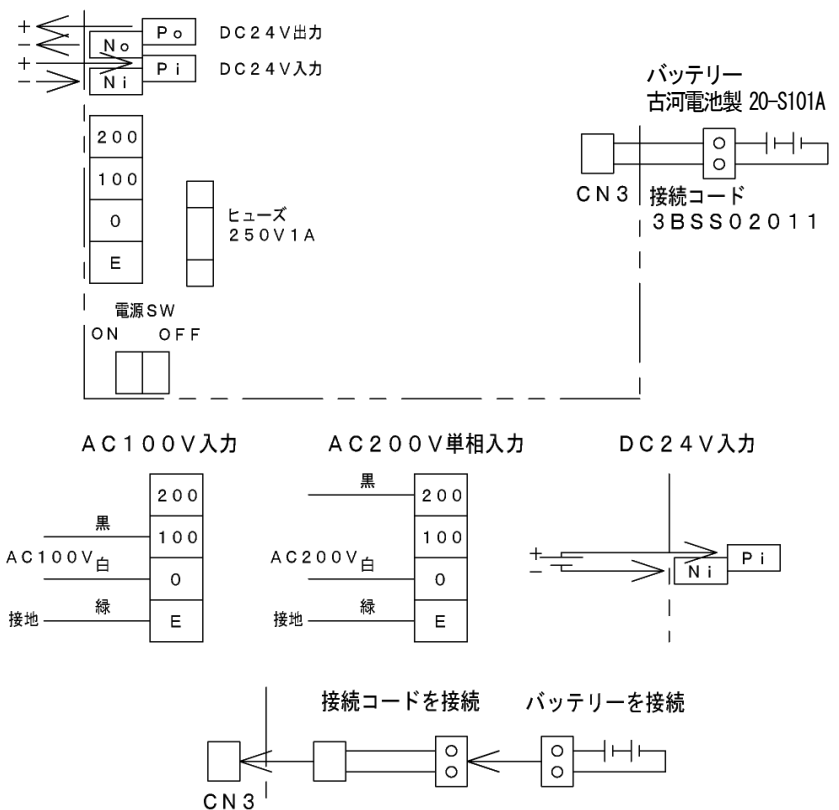 +
Po
DC24V出力
-
No
+
Pi
DC24V入力
-
Ni
バッテリー
古河電池製 20-S101A
200
100
0
E
ヒューズ
250V1A
CN3
接続コード
3BSS02011
電源SW
ON OFF
AC100V入力
200
黒
100
AC100V
白
0
接地
緑
E
AC200V単相入力
黒
200
100
AC200V
白
0
接地
緑
E
DC24V入力
+
-
Pi
Ni
接続コードを接続
バッテリーを接続
CN3